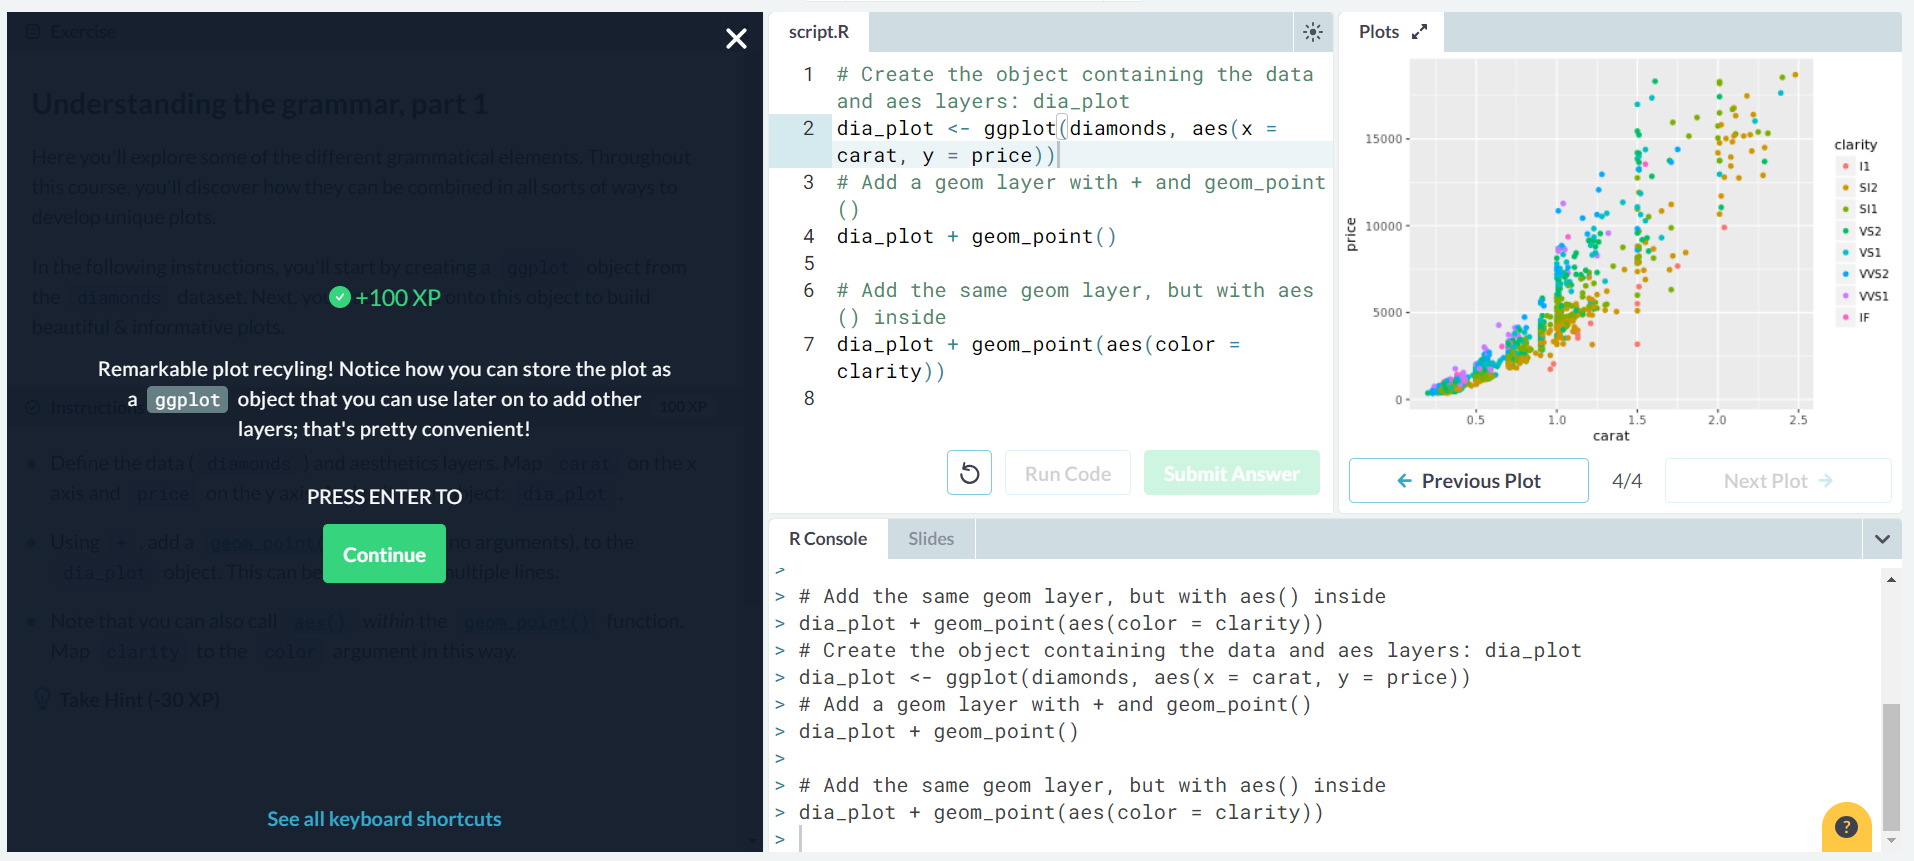 Exercise
Understanding the grammar, part 1
Here you'll explore some of the different grammatical elements. Throughout
this course, you'll discover how they can be combined in all sorts of ways to
develop unique plots.
In the following instructions, you'll start by creating a ggplot object from
the diamonds dataset. Next, onto this object to build
beautiful & informative plots.
+100 XP
Remarkable plot recyling! Notice how you can store the plot as
a ggplot object that you can use later on to add other
layers; that's pretty convenient!
Instructions 100 XP
Define the data ( diamonds ) and aesthetics layers. Map carat on the x
axis and price on the y object: dia_plot .
PRESS ENTER TO
Using + , add a geom_point( no arguments), to the
dia_plot object. This can be multiple lines.
Continue
Note that you can also call aes() within the geom_point() function.
Map clarity to the color argument in this way.
Take Hint (-30 XP)
See all keyboard shortcuts
script.R
1 # Create the object containing the data
and aes layers: dia_plot
2 dia_plot <- ggplot(diamonds, aes(x =
carat, y = price))
3 # Add a geom layer with + and geom_point
()
4 dia_plot + geom_point()
5
6 # Add the same geom layer, but with aes
() inside
7 dia_plot + geom_point(aes(color =
clarity))
8
Run Code
Submit Answer
Plots
price
15000
10000
5000
0
0.5 1.0 1.5 2.0 2.5
carat
clarity
I1
SI2
SI1
VS2
VS1
VVS2
VVS1
IF
Previous Plot 4/4 Next Plot
R Console Slides
>
> # Add the same geom layer, but with aes() inside
> dia_plot + geom_point(aes(color = clarity))
> # Create the object containing the data and aes layers: dia_plot
> dia_plot <- ggplot(diamonds, aes(x = carat, y = price))
> # Add a geom layer with + and geom_point()
> dia_plot + geom_point()
>
> # Add the same geom layer, but with aes() inside
> dia_plot + geom_point(aes(color = clarity))
>
?